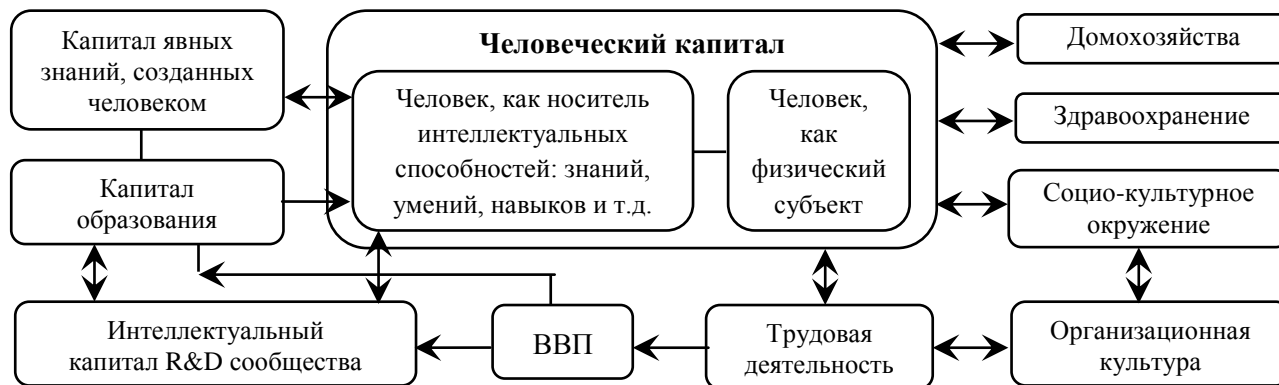 Капитал явных
знаний, созданных
человеком
Человеческий капитал
Человек, как носитель
интеллектуальных
способностей: знаний,
умений, навыков и т.д.
Человек,
как
физический
субъект
Домохозяйства
Здравоохранение
Капитал
образования
Социо-культурное
окружение
Интеллектуальный
капитал R&D сообщества
ВВП
Трудовая
деятельность
Организационная
культура